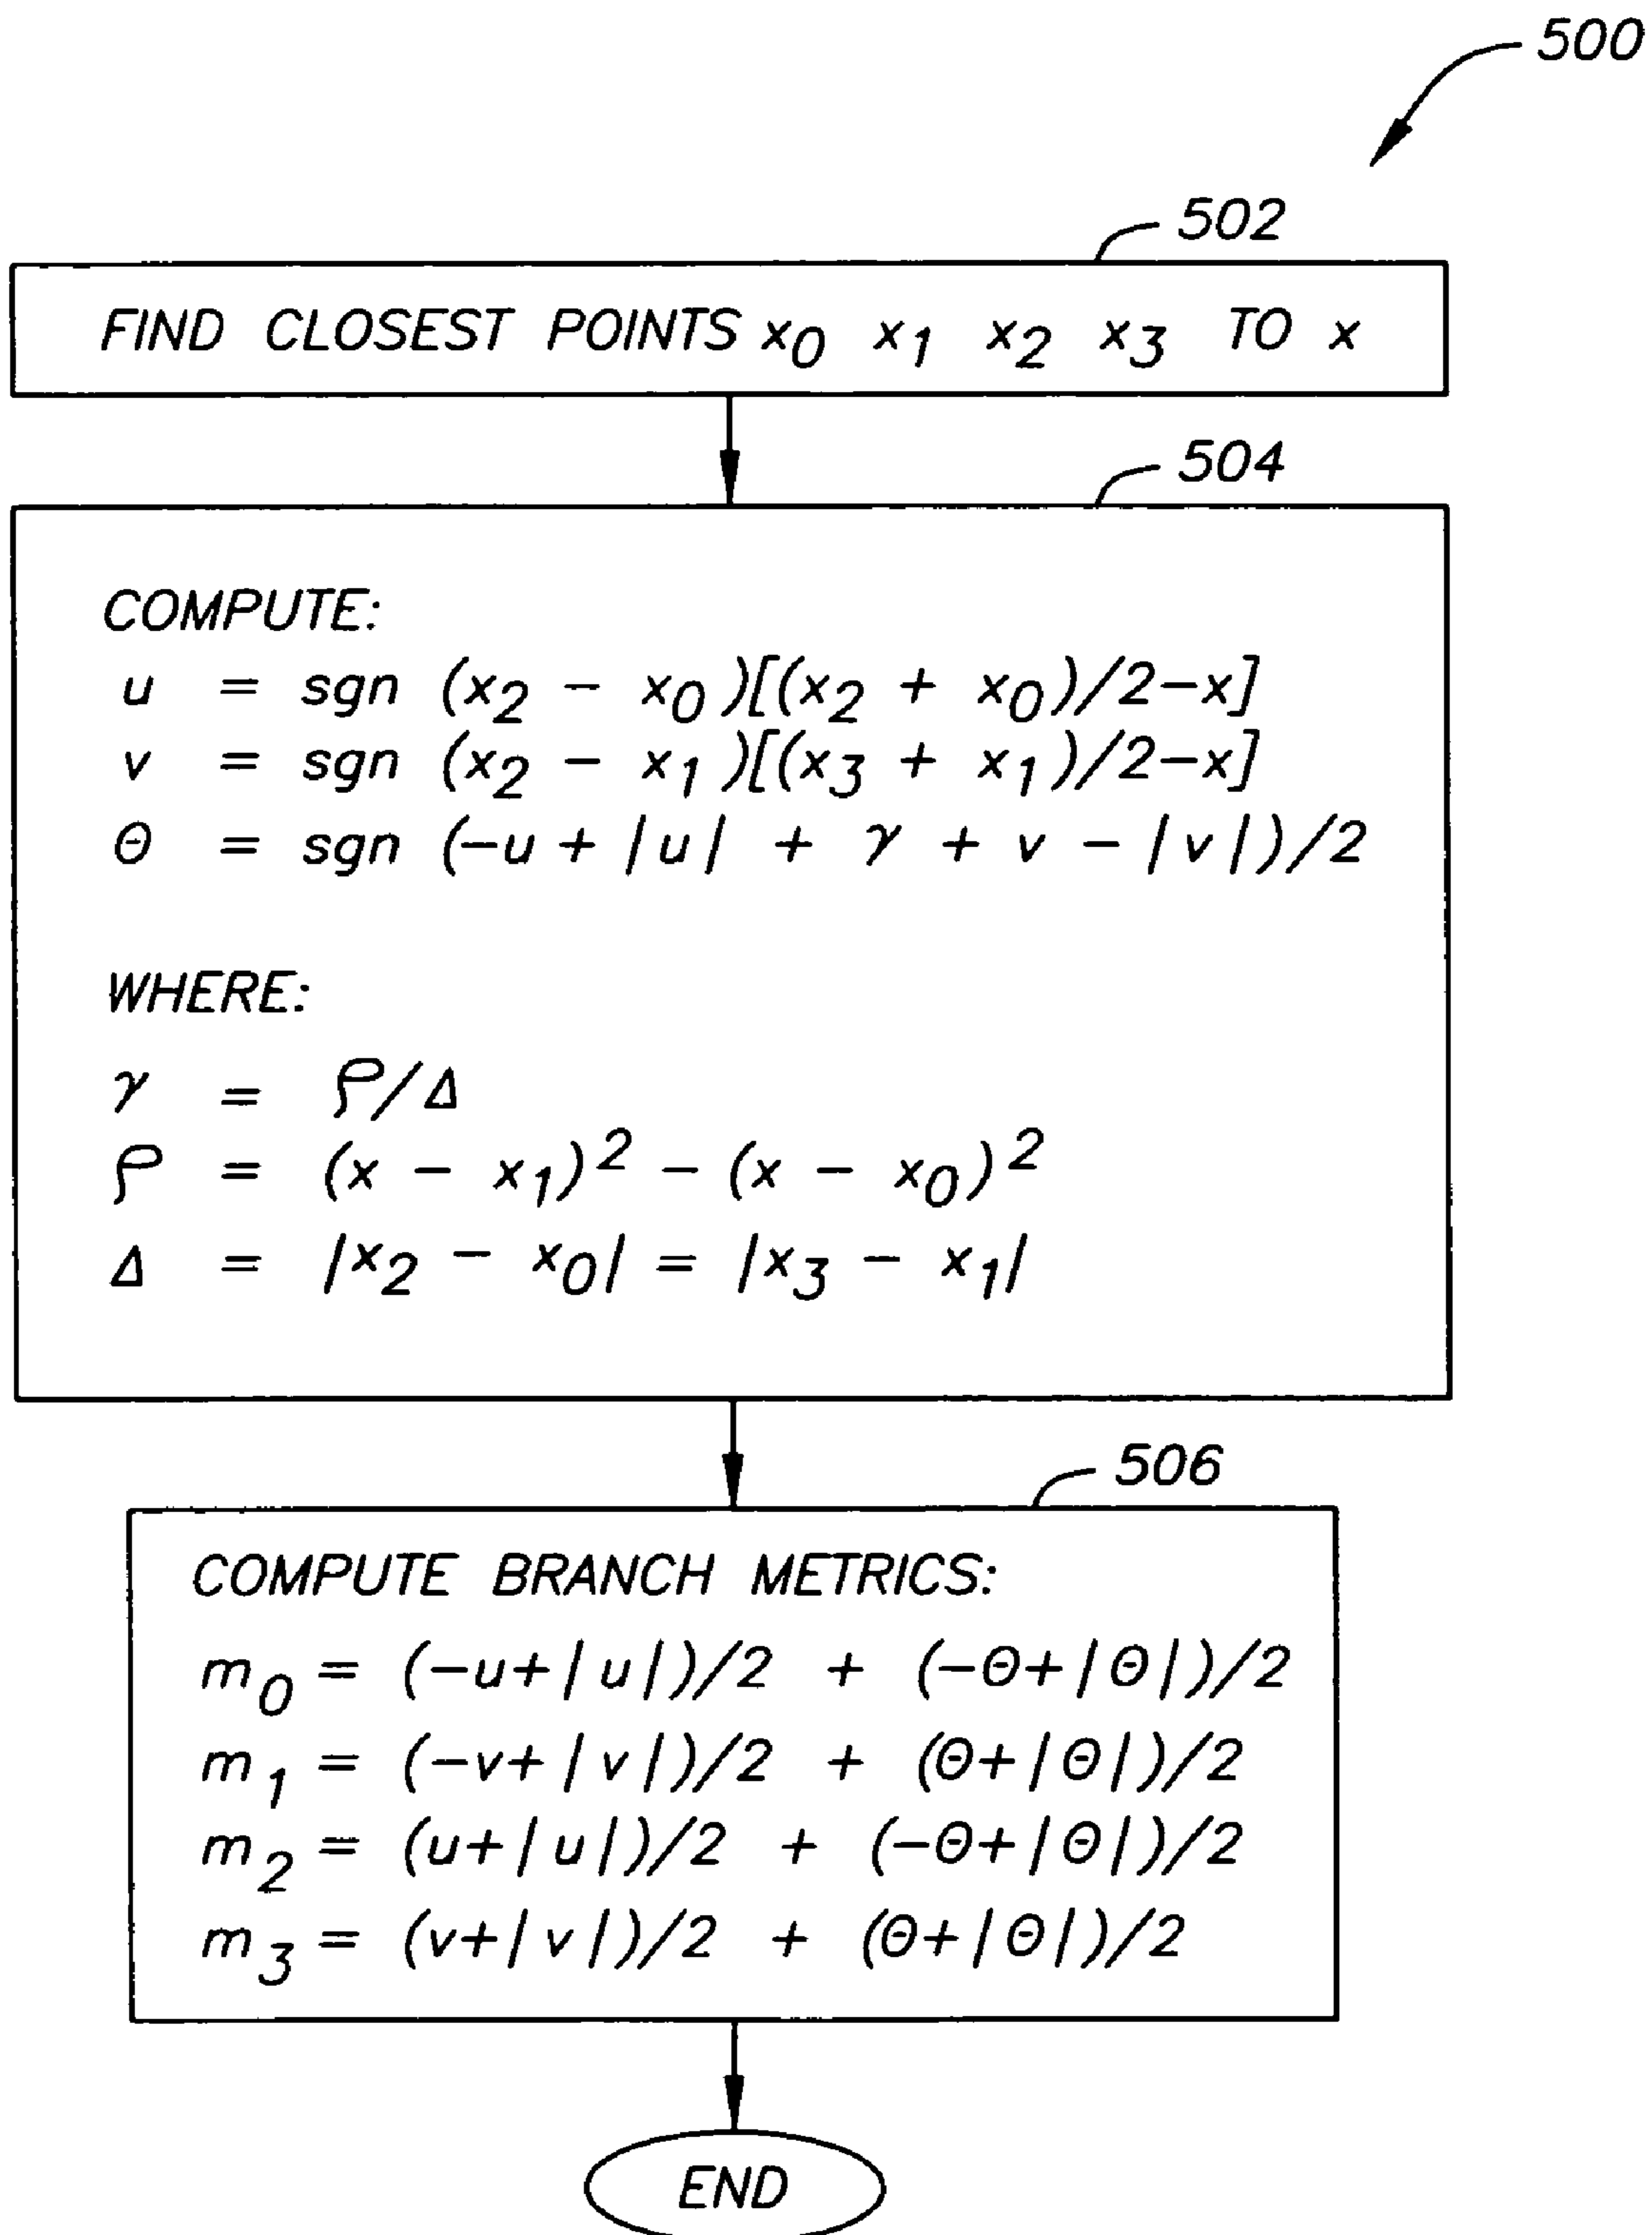 500
502
FIND CLOSEST POINTS x₀ x₁ x₂ x₃ TO x
504
COMPUTE:
u = sgn (x₂ − x₀)[(x₂ + x₀)/2−x]
v = sgn (x₂ − x₁)[(x₃ + x₁)/2−x]
Θ = sgn (−u + |u| + γ + v − |v|)/2
WHERE:
γ = ρ/Δ
ρ = (x − x₁)² − (x − x₀)²
Δ = |x₂ − x₀| = |x₃ − x₁|
506
COMPUTE BRANCH METRICS:
m₀ = (−u+|u|)/2 + (−Θ+|Θ|)/2
m₁ = (−v+|v|)/2 + (Θ+|Θ|)/2
m₂ = (u+|u|)/2 + (−Θ+|Θ|)/2
m₃ = (v+|v|)/2 + (Θ+|Θ|)/2
END